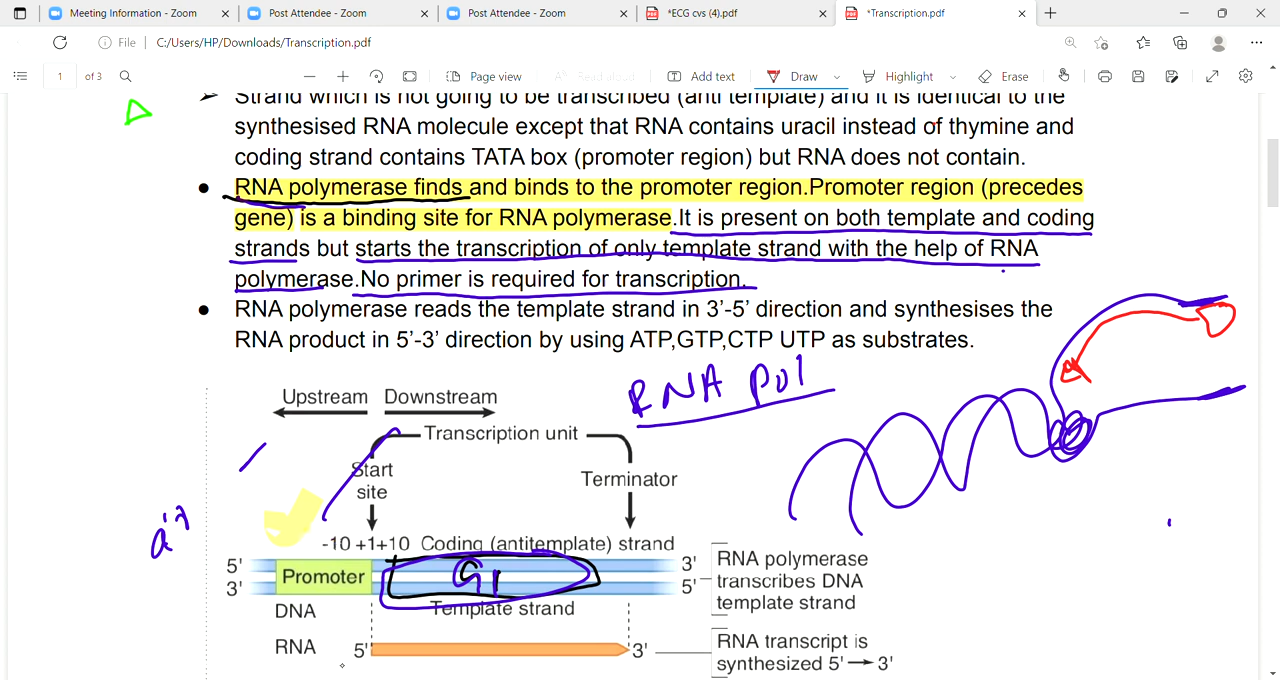 Meeting Information - Zoom
Post Attendee - Zoom
Post Attendee - Zoom
*ECG cvs (4).pdf
*Transcription.pdf
File
C:/Users/HP/Downloads/Transcription.pdf
1 of 3
Page view
Read aloud
Add text
Draw
Highlight
Erase
Strand which is not going to be transcribed (anti template) and it is identical to the
synthesised RNA molecule except that RNA contains uracil instead of thymine and
coding strand contains TATA box (promoter region) but RNA does not contain.
● RNA polymerase finds and binds to the promoter region.Promoter region (precedes
gene) is a binding site for RNA polymerase.It is present on both template and coding
strands but starts the transcription of only template strand with the help of RNA
polymerase.No primer is required for transcription.
● RNA polymerase reads the template strand in 3’-5’ direction and synthesises the
RNA product in 5’-3’ direction by using ATP,GTP,CTP UTP as substrates.
RNA pol
Upstream Downstream
Transcription unit
Start
site
Terminator
-10 +1+10 Coding (antitemplate) strand
5' 3'
3' 5'
Promoter
DNA
Template strand
RNA polymerase
transcribes DNA
template strand
RNA 5' 3'
RNA transcript is
synthesized 5' → 3'